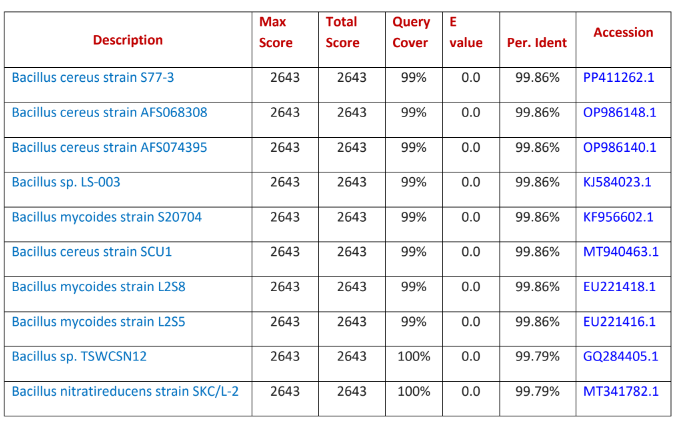 Description Max Score Total Score Query Cover E value Per. Ident Accession
Bacillus cereus strain S77-3 2643 2643 99% 0.0 99.86% PP411262.1
Bacillus cereus strain AFS068308 2643 2643 99% 0.0 99.86% OP986148.1
Bacillus cereus strain AFS074395 2643 2643 99% 0.0 99.86% OP986140.1
Bacillus sp. LS-003 2643 2643 99% 0.0 99.86% KJ584023.1
Bacillus mycoides strain S20704 2643 2643 99% 0.0 99.86% KF956602.1
Bacillus cereus strain SCU1 2643 2643 99% 0.0 99.86% MT940463.1
Bacillus mycoides strain L2S8 2643 2643 99% 0.0 99.86% EU221418.1
Bacillus mycoides strain L2S5 2643 2643 99% 0.0 99.86% EU221416.1
Bacillus sp. TSWCSN12 2643 2643 100% 0.0 99.79% GQ284405.1
Bacillus nitratireducens strain SKC/L-2 2643 2643 100% 0.0 99.79% MT341782.1